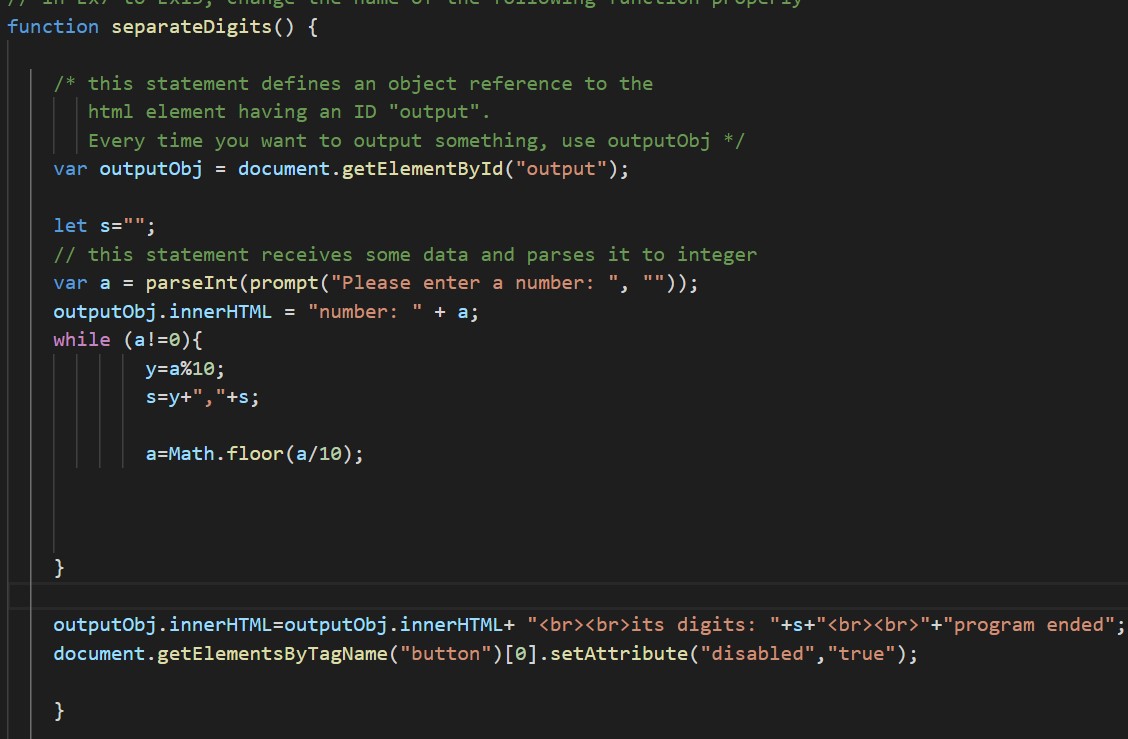 // in EX7 to EX15, change the name of the following function properly
function separateDigits() {
/* this statement defines an object reference to the
html element having an ID "output".
Every time you want to output something, use outputObj */
var outputObj = document.getElementById("output");
let s="";
// this statement receives some data and parses it to integer
var a = parseInt(prompt("Please enter a number: ", ""));
outputObj.innerHTML = "number: " + a;
while (a!=0){
y=a%10;
s=y+","+s;
a=Math.floor(a/10);
}
outputObj.innerHTML=outputObj.innerHTML+ "<br><br>its digits: "+s+"<br><br>"+"program ended";
document.getElementsByTagName("button")[0].setAttribute("disabled","true");
}